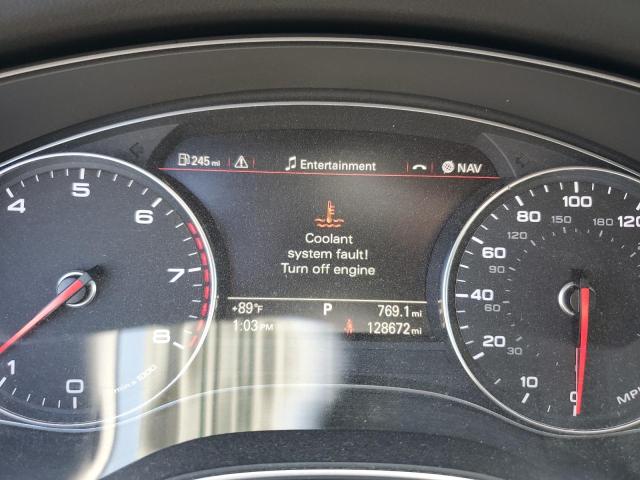 245 mi Entertainment NAV
Coolant
system fault!
Turn off engine
+89°F P 769.1 mi
1:03 PM 128672 mi
0 1 4 5 6 7 8
0 10 20 40 60 80 100 120
30 60 90 120 150 180
MPH